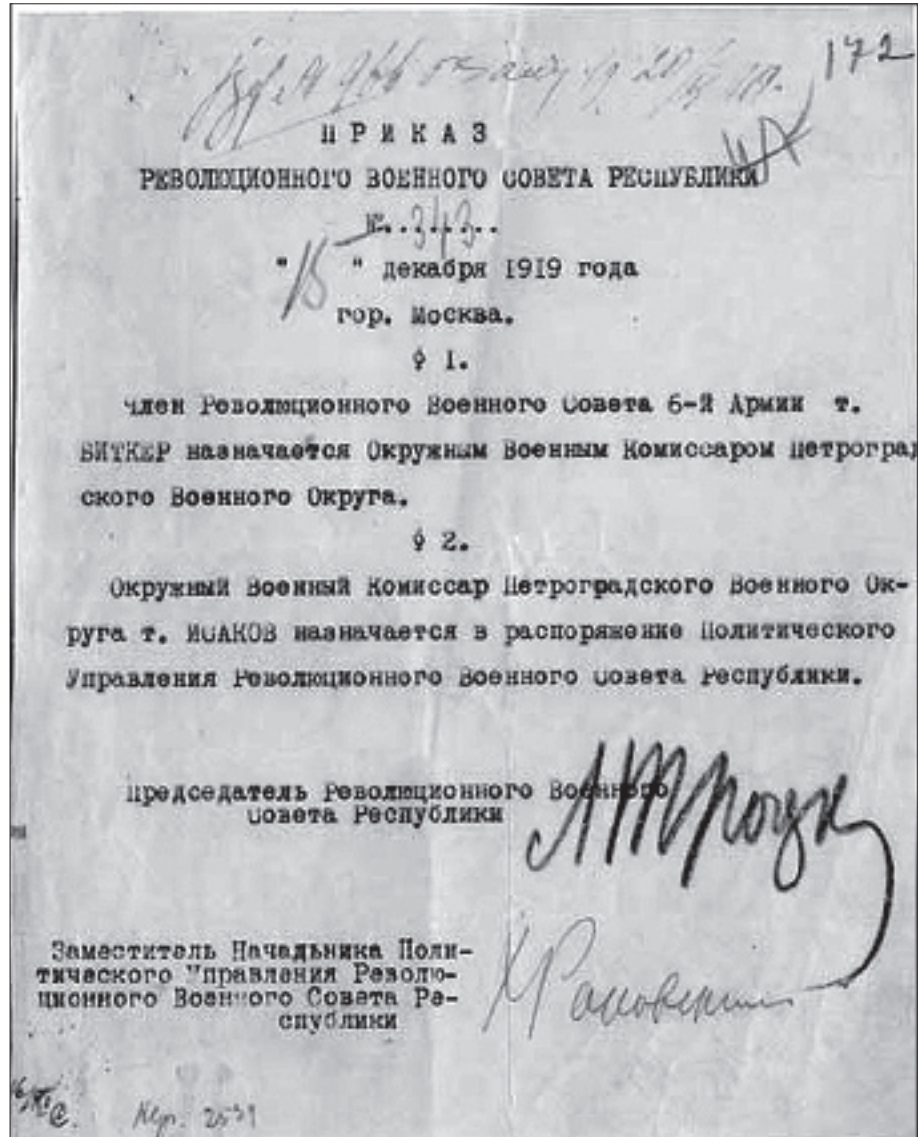 172
ПРИКАЗ
РЕВОЛЮЦИОННОГО ВОЕННОГО СОВЕТА РЕСПУБЛИКИ
№..343..
"15" декабря 1919 года
гор. Москва.
§ 1.
Член Революционного Военного Совета 6-й Армии т.
БИТКЕР назначается Окружным Военным Комиссаром Петроград
ского Военного Округа.
§ 2.
Окружный Военный Комиссар Петроградского Военного Ок-
руга т. ИСАКОВ назначается в распоряжение Политического
Управления Революционного Военного Совета Республики.
Председатель Революционного Военного
Совета Республики
Л Троцк
Заместитель Начальника Поли-
тического Управления Револю-
ционного Военного Совета Ре-
спублики
Х Раковский